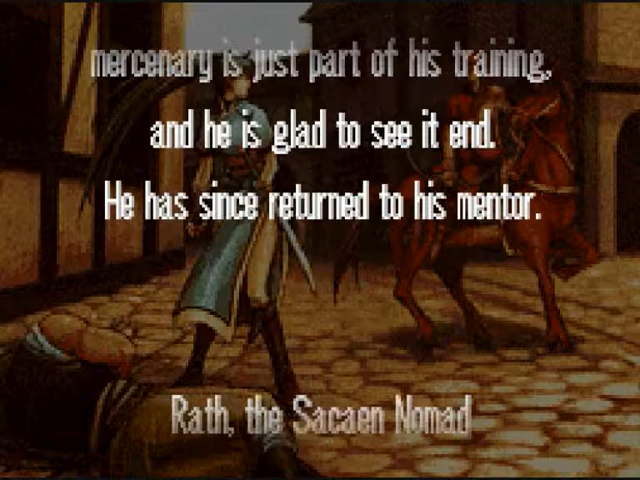 mercenary is just part of his training,
and he is glad to see it end.
He has since returned to his mentor.
Rath, the Sacaen Nomad